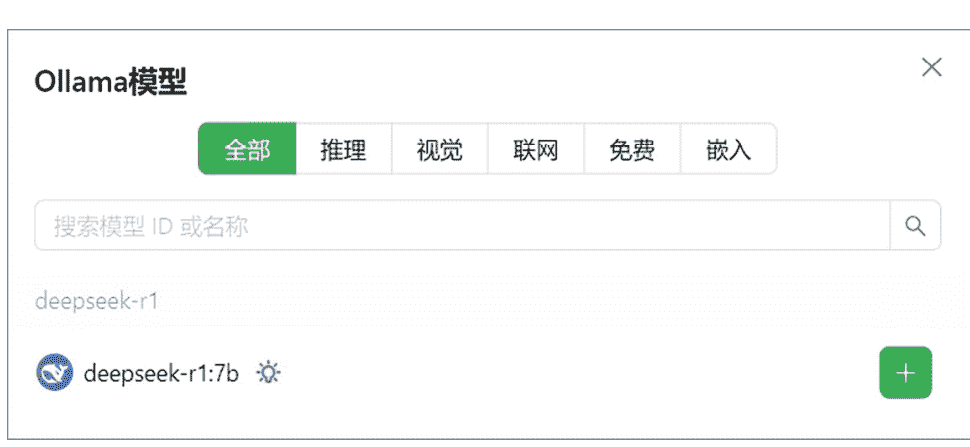 Ollama模型
全部 推理 视觉 联网 免费 嵌入
搜索模型 ID 或名称
deepseek-r1
deepseek-r1:7b